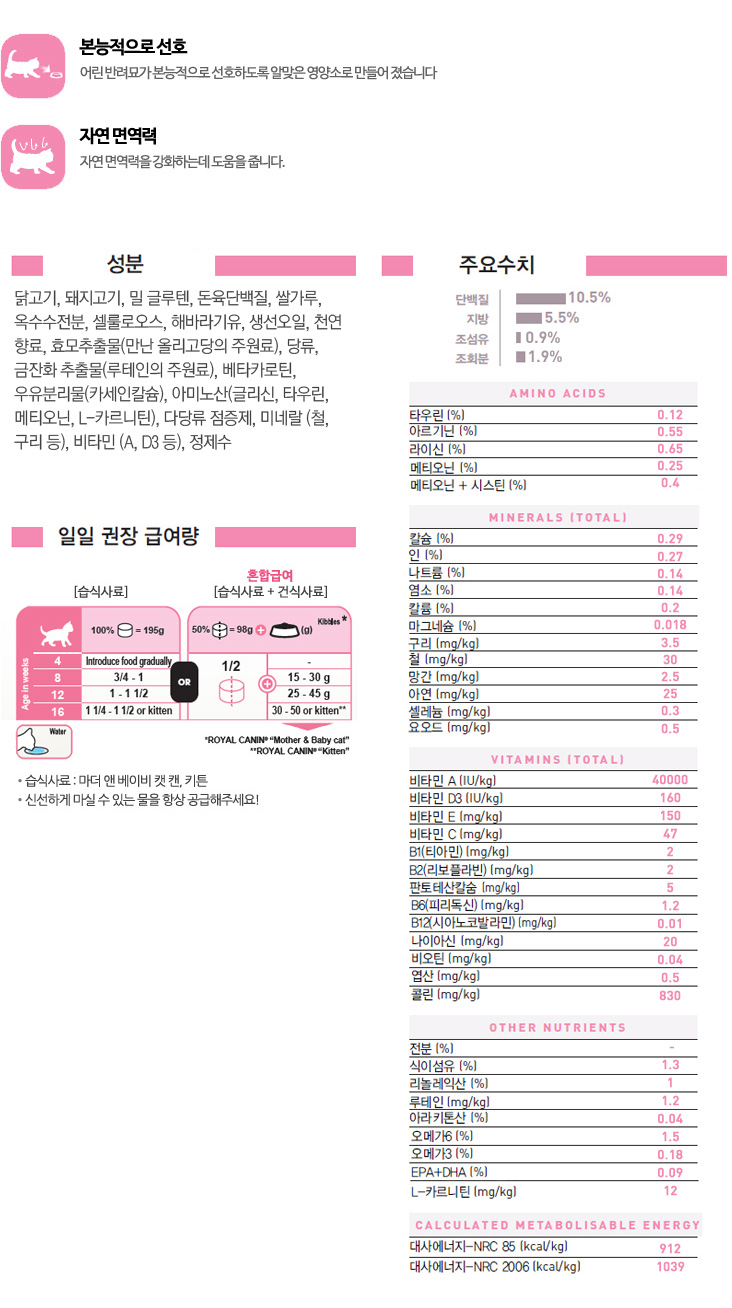 본능적으로 선호
어린 반려묘가 본능적으로 선호하도록 알맞은 영양소로 만들어 졌습니다
자연 면역력
자연 면역력을 강화하는데 도움을 줍니다.
성분
닭고기, 돼지고기, 밀 글루텐, 돈육단백질, 쌀가루,
옥수수전분, 셀룰로오스, 해바라기유, 생선오일, 천연
향료, 효모추출물(만난 올리고당의 주원료), 당류,
금잔화 추출물(루테인의 주원료), 베타카로틴,
우유분리물(카세인칼슘), 아미노산(글리신, 타우린,
메티오닌, L-카르니틴), 다당류 점증제, 미네랄 (철,
구리 등), 비타민 (A, D3 등), 정제수
일일 권장 급여량
혼합급여
[습식사료] [습식사료 + 건식사료]
100% = 195g
50% = 98g + (g) Kibbles *
Age in weeks
4 Introduce food gradually -
8 3/4 - 1 15 - 30 g
12 1 - 1 1/2 25 - 45 g
16 1 1/4 - 1 1/2 or kitten 30 - 50 or kitten**
OR
1/2
+
Water
*ROYAL CANIN® “Mother & Baby cat”
**ROYAL CANIN® “Kitten”
• 습식사료 : 마더 앤 베이비 캣 캔, 키튼
• 신선하게 마실 수 있는 물을 항상 공급해주세요!
주요수치
단백질 10.5%
지방 5.5%
조섬유 0.9%
조회분 1.9%
AMINO ACIDS
타우린 (%) 0.12
아르기닌 (%) 0.55
라이신 (%) 0.65
메티오닌 (%) 0.25
메티오닌 + 시스틴 (%) 0.4
MINERALS (TOTAL)
칼슘 (%) 0.29
인 (%) 0.27
나트륨 (%) 0.14
염소 (%) 0.14
칼륨 (%) 0.2
마그네슘 (%) 0.018
구리 (mg/kg) 3.5
철 (mg/kg) 30
망간 (mg/kg) 2.5
아연 (mg/kg) 25
셀레늄 (mg/kg) 0.3
요오드 (mg/kg) 0.5
VITAMINS (TOTAL)
비타민 A (IU/kg) 40000
비타민 D3 (IU/kg) 160
비타민 E (mg/kg) 150
비타민 C (mg/kg) 47
B1(티아민) (mg/kg) 2
B2(리보플라빈) (mg/kg) 2
판토테산칼슘 (mg/kg) 5
B6(피리독신) (mg/kg) 1.2
B12(시아노코발라민) (mg/kg) 0.01
나이아신 (mg/kg) 20
비오틴 (mg/kg) 0.04
엽산 (mg/kg) 0.5
콜린 (mg/kg) 830
OTHER NUTRIENTS
전분 (%) -
식이섬유 (%) 1.3
리놀레익산 (%) 1
루테인 (mg/kg) 1.2
아라키톤산 (%) 0.04
오메가6 (%) 1.5
오메가3 (%) 0.18
EPA+DHA (%) 0.09
L-카르니틴 (mg/kg) 12
CALCULATED METABOLISABLE ENERGY
대사에너지-NRC 85 (kcal/kg) 912
대사에너지-NRC 2006 (kcal/kg) 1039